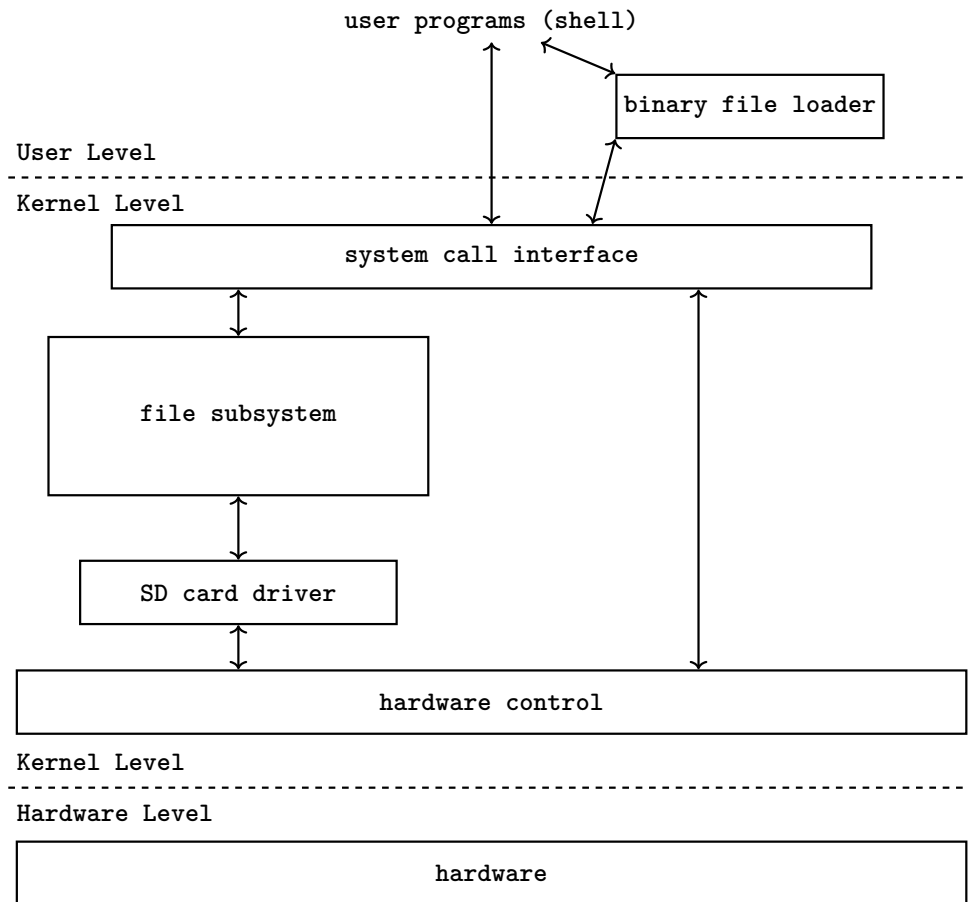 user programs (shell)
binary file loader
User Level
Kernel Level
system call interface
file subsystem
SD card driver
hardware control
Kernel Level
Hardware Level
hardware